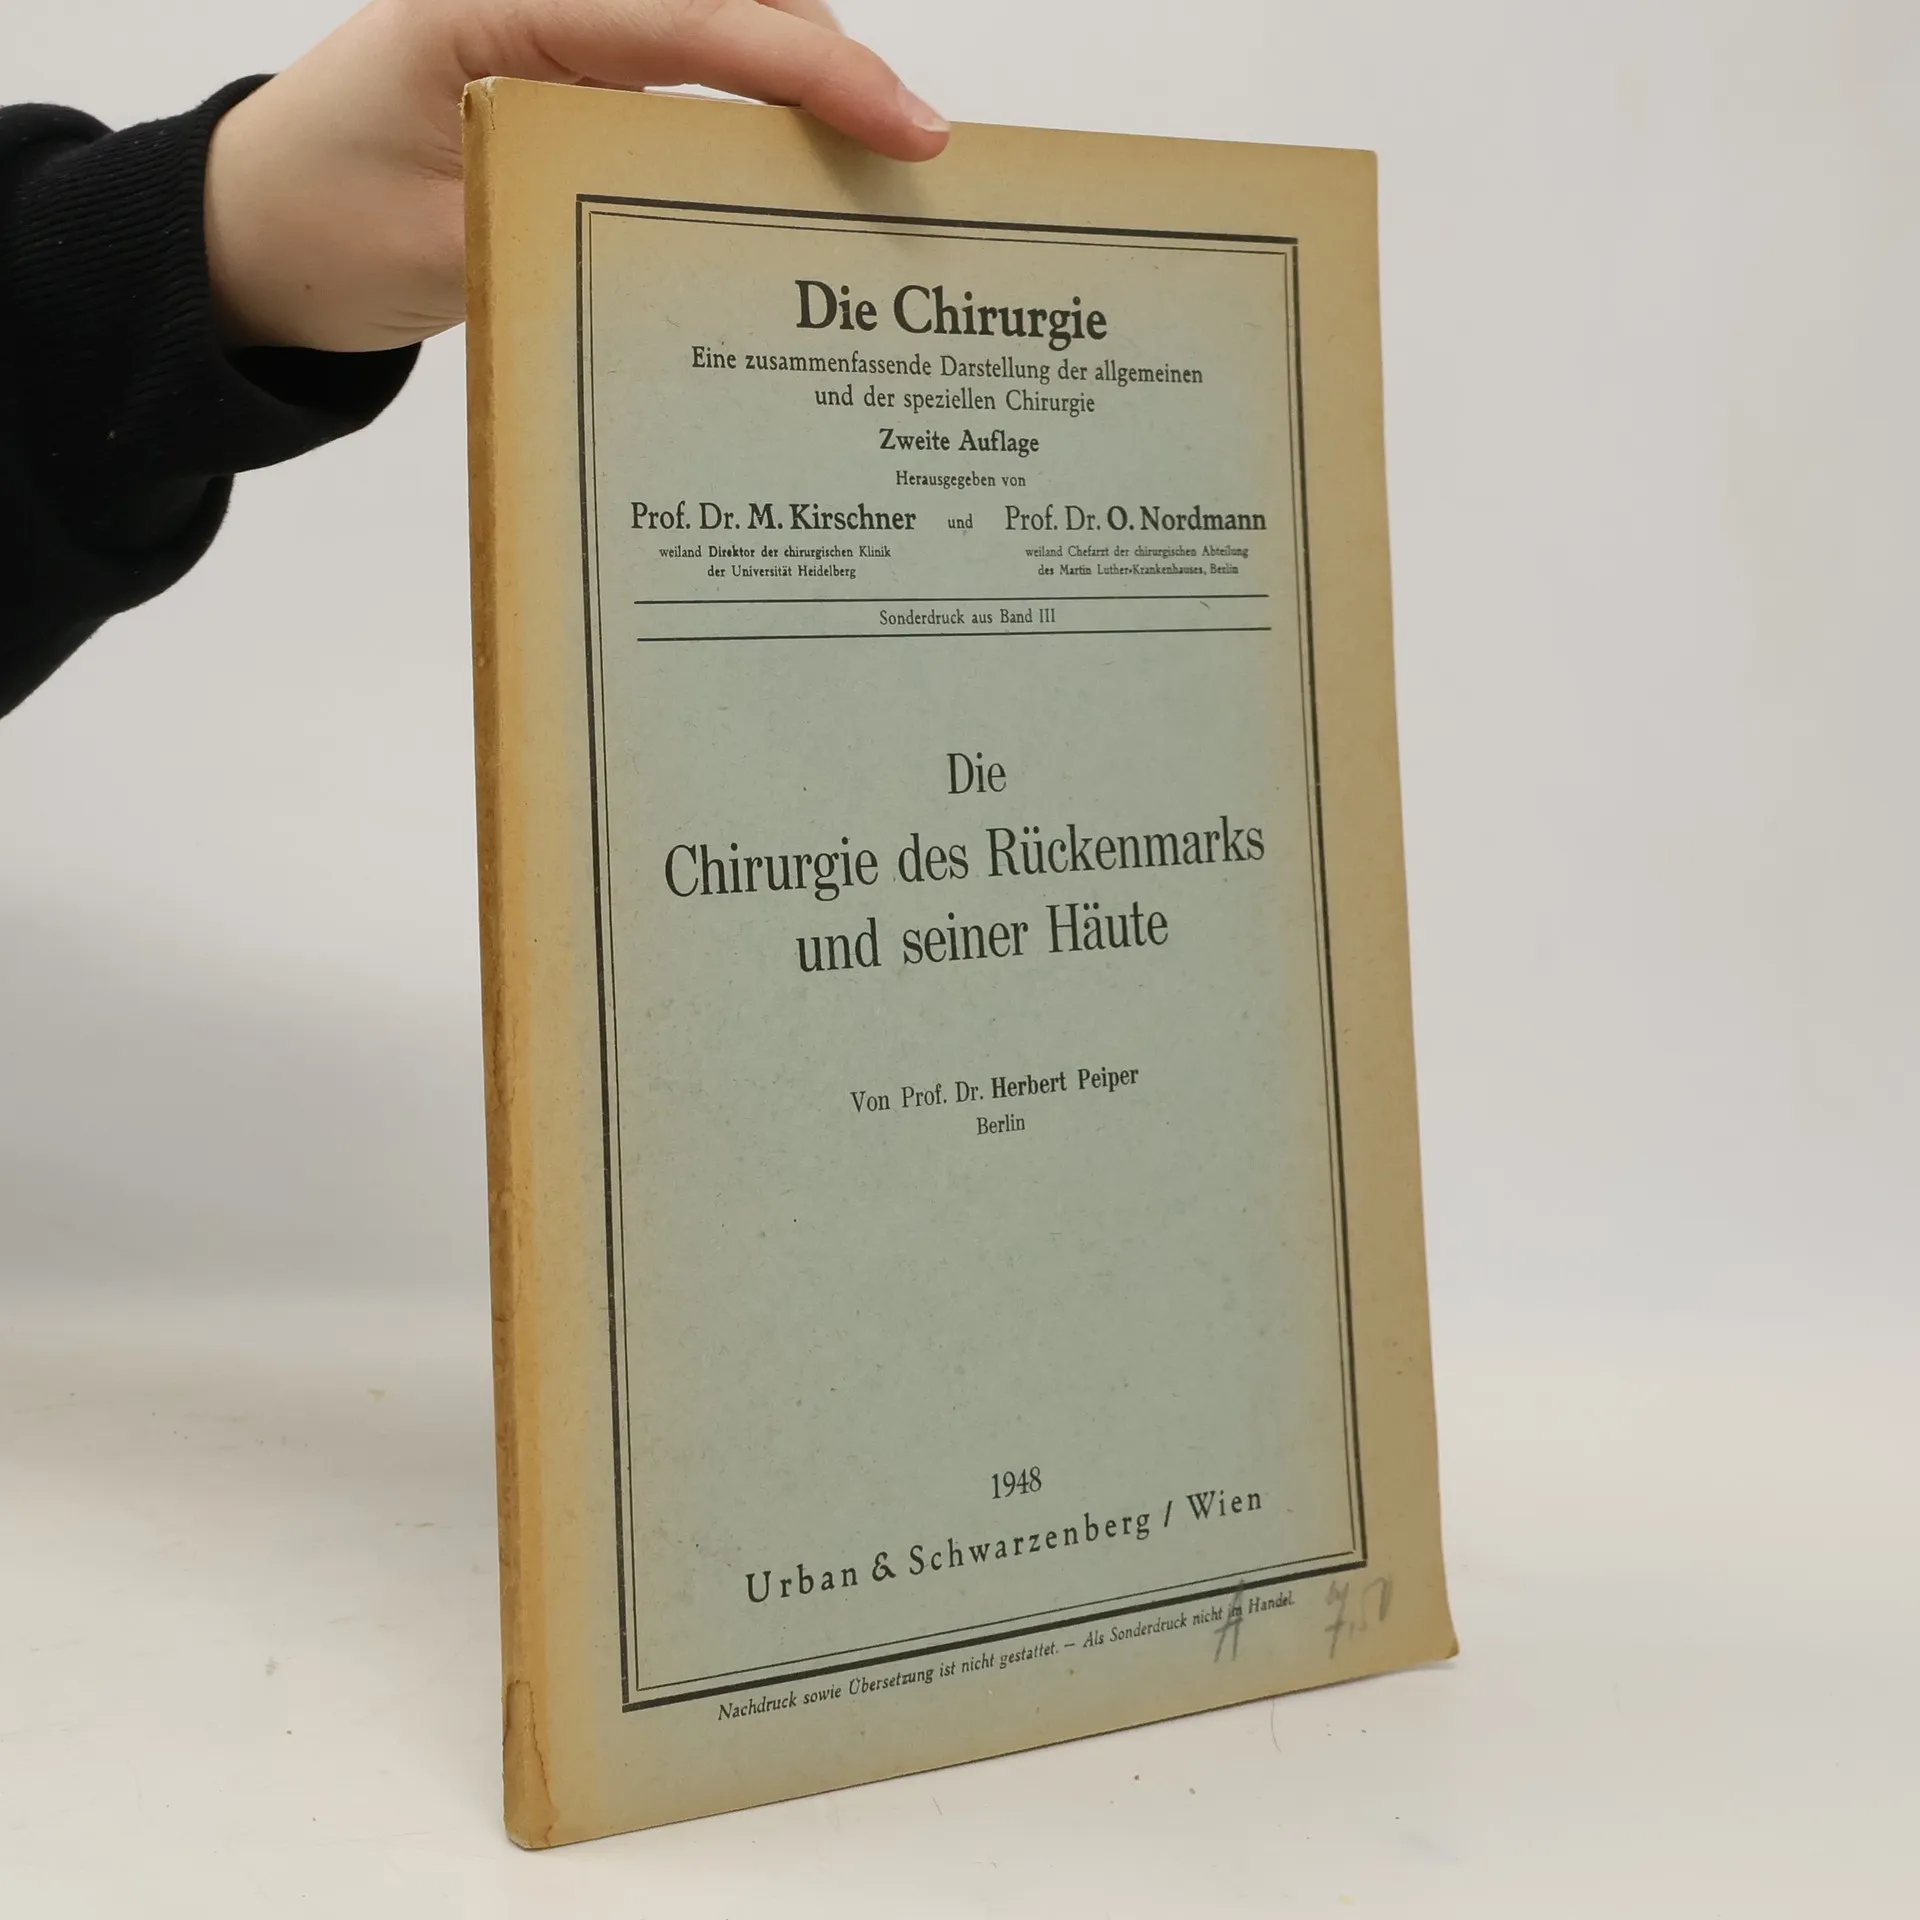 Die Chirurgie
Eine zusammenfassende Darstellung der allgemeinen
und der speziellen Chirurgie
Zweite Auflage
Herausgegeben von
Prof. Dr. M. Kirschner und Prof. Dr. O. Nordmann
weiland Direktor der chirurgischen Klinik
der Universität Heidelberg
weiland Chefarzt der chirurgischen Abteilung
des Martin Luther-Krankenhauses, Berlin
Sonderdruck aus Band III
Die
Chirurgie des Rückenmarks
und seiner Häute
Von Prof. Dr. Herbert Peiper
Berlin
1948
Urban & Schwarzenberg / Wien
Nachdruck sowie Übersetzung ist nicht gestattet. — Als Sonderdruck nicht im Handel.
7,50